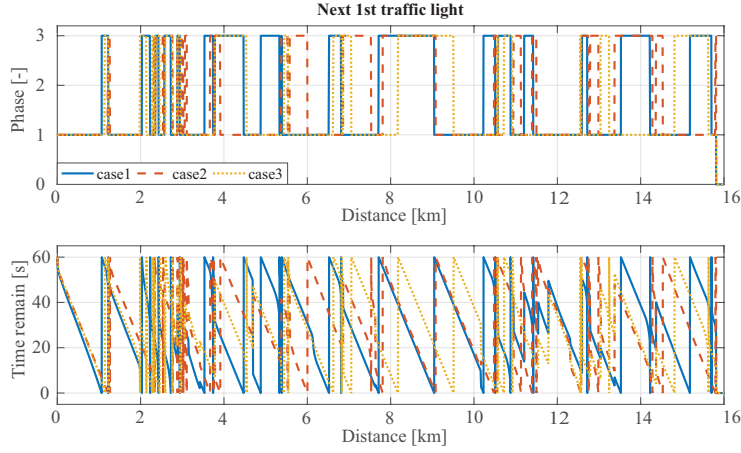 Next 1st traffic light
Phase [-]
3
2
1
0
case1 case2 case3
0 2 4 6 8 10 12 14 16
Distance [km]
Time remain [s]
60
40
20
0
0 2 4 6 8 10 12 14 16
Distance [km]